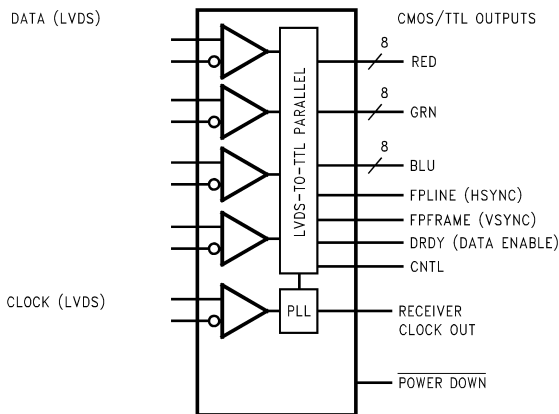 DATA (LVDS)
CMOS/TTL OUTPUTS
8
RED
8
GRN
8
BLU
LVDS-TO-TTL PARALLEL
FPLINE (HSYNC)
FPFRAME (VSYNC)
DRDY (DATA ENABLE)
CNTL
CLOCK (LVDS)
PLL
RECEIVER
CLOCK OUT
POWER DOWN